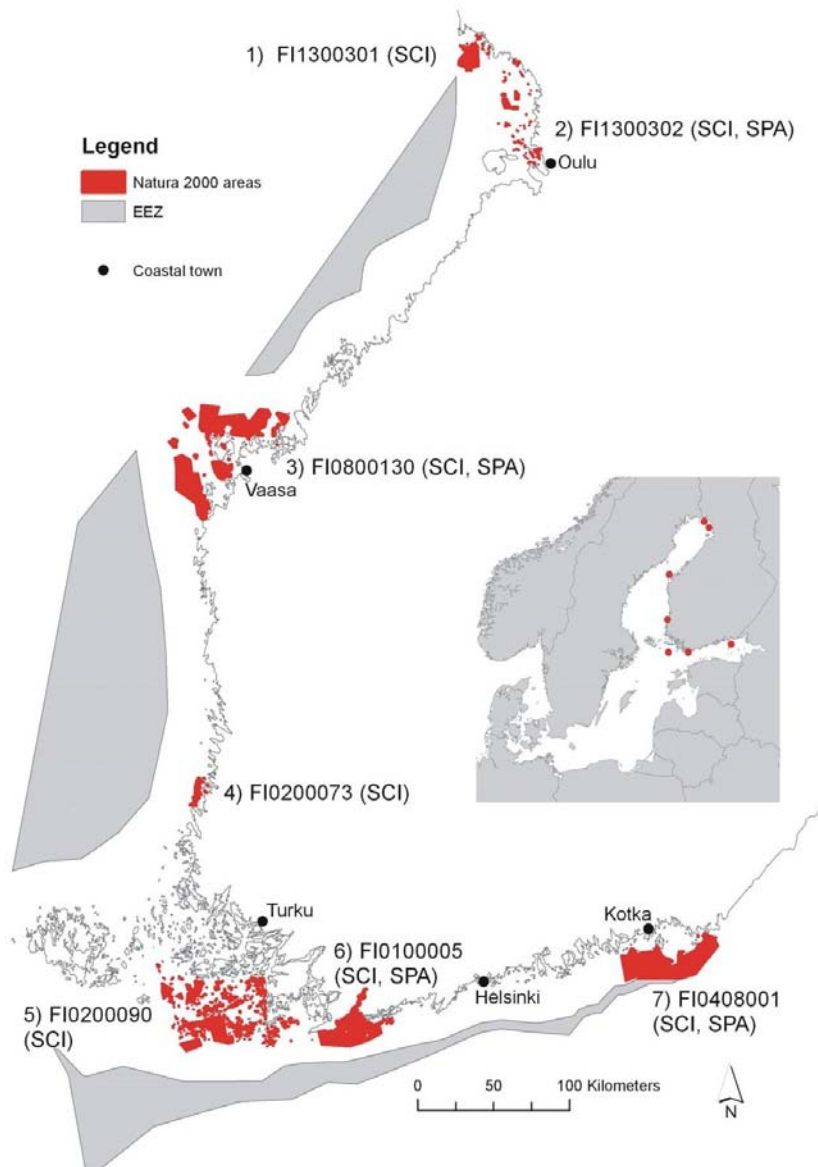 1) FI1300301 (SCI)
2) FI1300302 (SCI, SPA)
Oulu
Legend
Natura 2000 areas
EEZ
Coastal town
3) FI0800130 (SCI, SPA)
Vaasa
4) FI0200073 (SCI)
Turku
Kotka
6) FI0100005
(SCI, SPA)
Helsinki
5) FI0200090
(SCI)
7) FI0408001
(SCI, SPA)
0 50 100 Kilometers
N